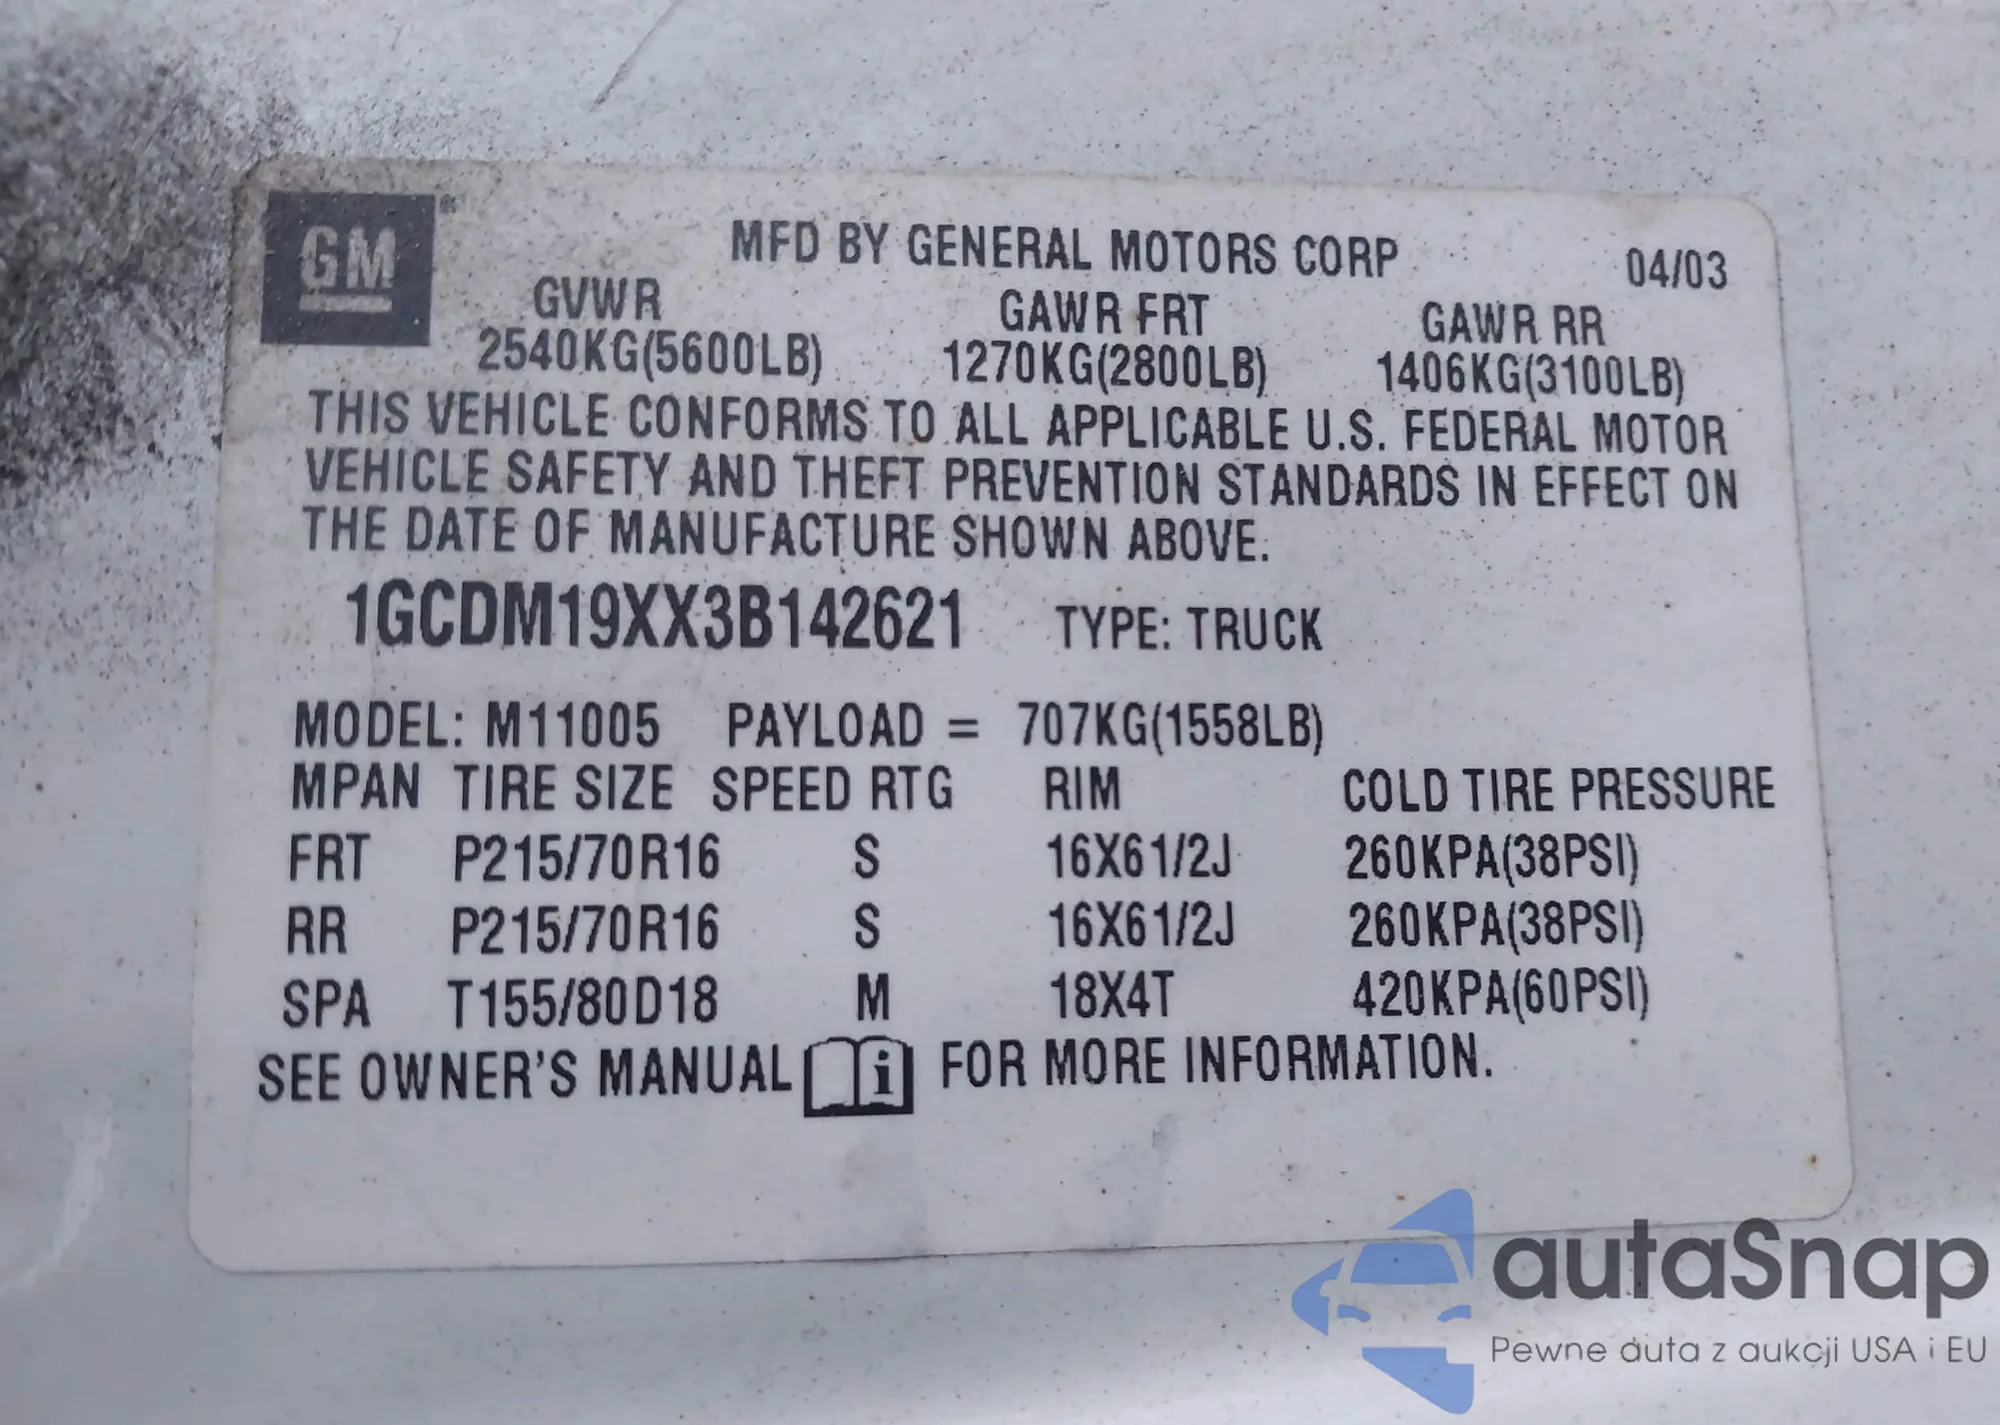 GM®
MFD BY GENERAL MOTORS CORP 04/03
GVWR GAWR FRT GAWR RR
2540KG(5600LB) 1270KG(2800LB) 1406KG(3100LB)
THIS VEHICLE CONFORMS TO ALL APPLICABLE U.S. FEDERAL MOTOR
VEHICLE SAFETY AND THEFT PREVENTION STANDARDS IN EFFECT ON
THE DATE OF MANUFACTURE SHOWN ABOVE.
1GCDM19XX3B142621 TYPE: TRUCK
MODEL: M11005 PAYLOAD = 707KG(1558LB)
MPAN TIRE SIZE SPEED RTG RIM COLD TIRE PRESSURE
FRT P215/70R16 S 16X61/2J 260KPA(38PSI)
RR P215/70R16 S 16X61/2J 260KPA(38PSI)
SPA T155/80D18 M 18X4T 420KPA(60PSI)
SEE OWNER'S MANUAL i FOR MORE INFORMATION.
autaSnap
Pewne auta z aukcji USA i EU